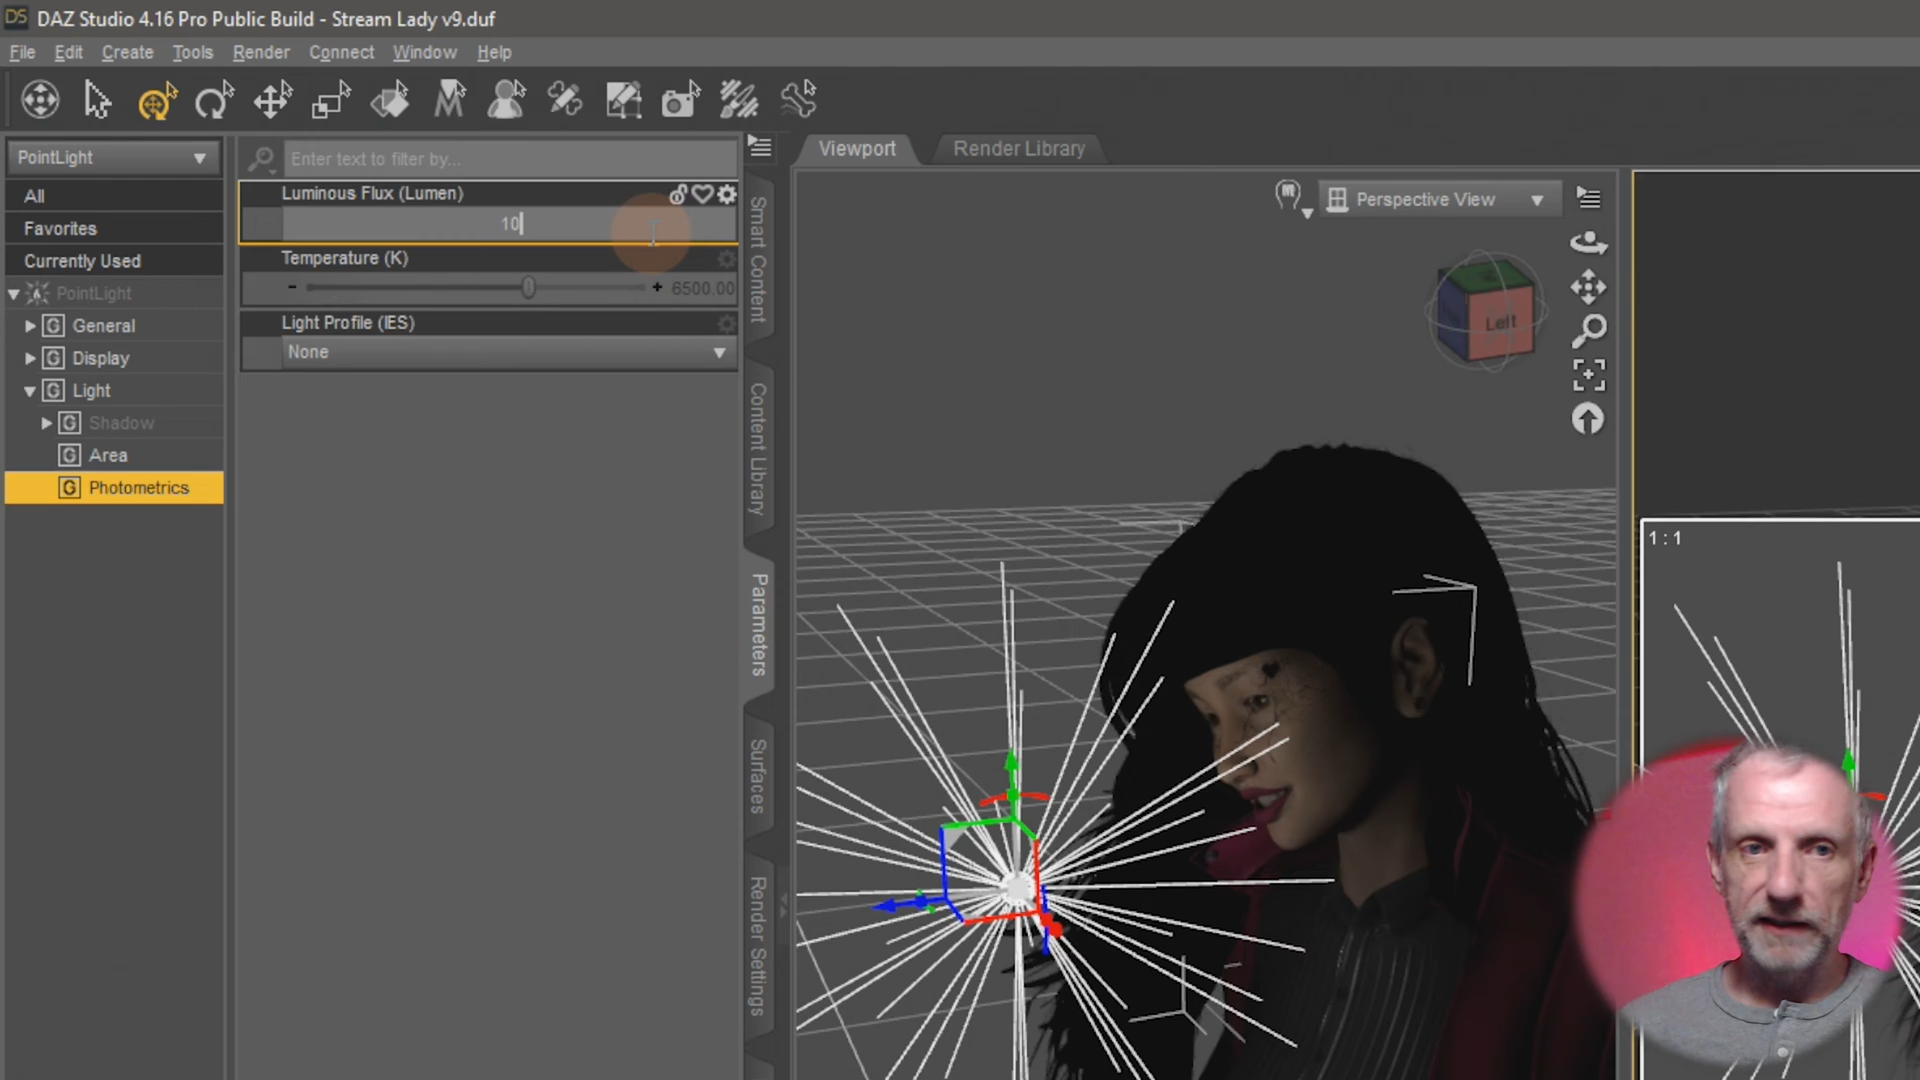 DS DAZ Studio 4.16 Pro Public Build - Stream Lady v9.duf
File Edit Create Tools Render Connect Window Help
PointLight
All
Favorites
Currently Used
PointLight
G General
G Display
G Light
G Shadow
G Area
G Photometrics
Enter text to filter by...
Luminous Flux (Lumen)
10
Temperature (K)
- + 6500.00
Light Profile (IES)
None
Smart Content
Content Library
Parameters
Surfaces
Render Settings
Viewport Render Library
Perspective View
Left
1 : 1